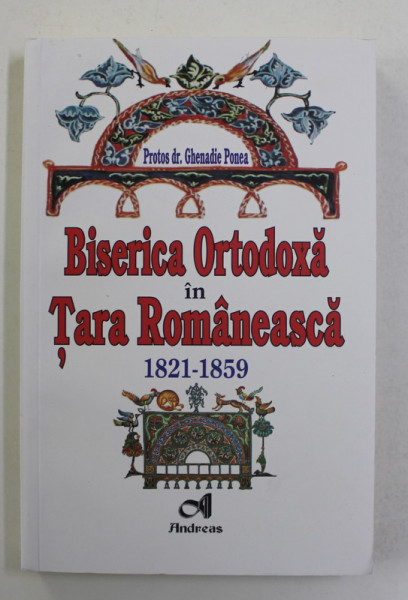 Protos dr. Ghenadie Ponea
Biserica Ortodoxă
în
Țara Românească
1821-1859
A
Andreas